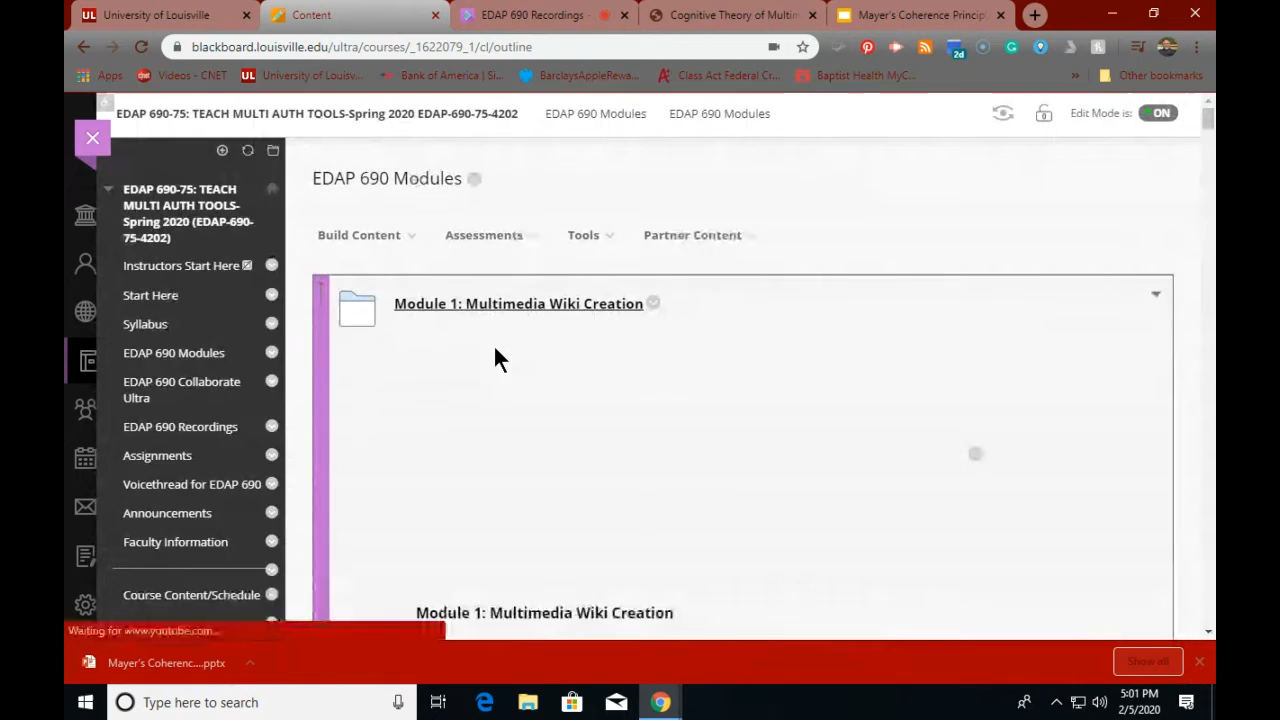 University of Louisville
Content
EDAP 690 Recordings -
Cognitive Theory of Multim
Mayer's Coherence Princip
blackboard.louisville.edu/ultra/courses/_1622079_1/cl/outline
2d
Apps
Videos - CNET
University of Louisv...
Bank of America | Si...
BarclaysAppleRewa...
Class Act Federal Cr...
Baptist Health MyC...
»
Other bookmarks
EDAP 690-75: TEACH MULTI AUTH TOOLS-Spring 2020 EDAP-690-75-4202)
EDAP 690 Modules
EDAP 690 Modules
Edit Mode is:
ON
EDAP 690-75: TEACH
MULTI AUTH TOOLS-
Spring 2020 (EDAP-690-
75-4202)
Instructors Start Here
Start Here
Syllabus
EDAP 690 Modules
EDAP 690 Collaborate
Ultra
EDAP 690 Recordings
Assignments
Voicethread for EDAP 690
Announcements
Faculty Information
Course Content/Schedule
EDAP 690 Modules
Build Content
Assessments
Tools
Partner Content
Module 1: Multimedia Wiki Creation
Module 1: Multimedia Wiki Creation
Waiting for www.youtube.com...
Mayer's Coherenc....pptx
Show all
Type here to search
5:01 PM
2/5/2020